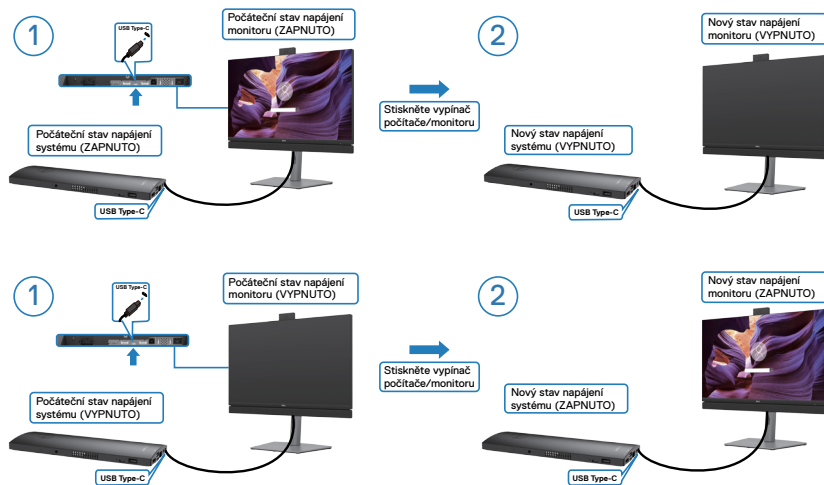 1
USB Type-C
Počáteční stav napájení
monitoru (ZAPNUTO)
Počáteční stav napájení
systému (ZAPNUTO)
USB Type-C
Stiskněte vypínač
počítače/monitoru
2
Nový stav napájení
monitoru (VYPNUTO)
Nový stav napájení
systému (VYPNUTO)
USB Type-C
1
USB Type-C
Počáteční stav napájení
monitoru (VYPNUTO)
Počáteční stav napájení
systému (VYPNUTO)
USB Type-C
Stiskněte vypínač
počítače/monitoru
2
Nový stav napájení
monitoru (ZAPNUTO)
Nový stav napájení
systému (ZAPNUTO)
USB Type-C